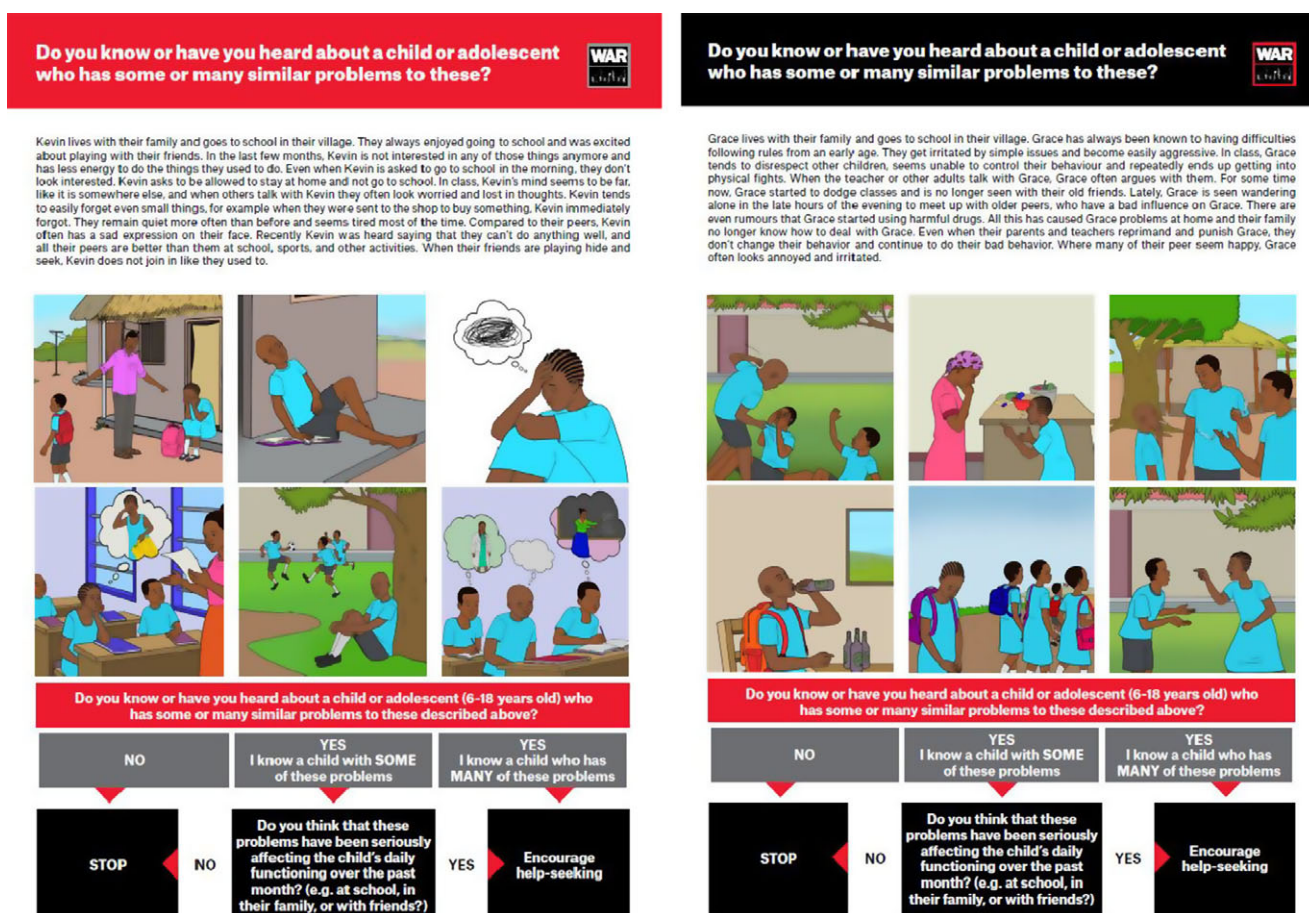 Do you know or have you heard about a child or adolescent
who has some or many similar problems to these?
WAR
child
Kevin lives with their family and goes to school in their village. They always enjoyed going to school and was excited
about playing with their friends. In the last few months, Kevin is not interested in any of those things anymore and
has less energy to do the things they used to do. Even when Kevin is asked to go to school in the morning, they don't
look interested. Kevin asks to be allowed to stay at home and not go to school. In class, Kevin's mind seems to be far,
like it is somewhere else, and when others talk with Kevin they often look worried and lost in thoughts. Kevin tends
to easily forget even small things, for example when they were sent to the shop to buy something, Kevin immediately
forgot. They remain quiet more often than before and seems tired most of the time. Compared to their peers, Kevin
often has a sad expression on their face. Recently Kevin was heard saying that they can't do anything well, and
all their peers are better than them at school, sports, and other activities. When their friends are playing hide and
seek, Kevin does not join in like they used to.
Do you know or have you heard about a child or adolescent (6-18 years old) who
has some or many similar problems to these described above?
NO
YES
I know a child with SOME
of these problems
YES
I know a child who has
MANY of these problems
STOP
NO
Do you think that these
problems have been seriously
affecting the child's daily
functioning over the past
month? (e.g. at school, in
their family, or with friends?)
YES
Encourage
help-seeking
Do you know or have you heard about a child or adolescent
who has some or many similar problems to these?
WAR
child
Grace lives with their family and goes to school in their village. Grace has always been known to having difficulties
following rules from an early age. They get irritated by simple issues and become easily aggressive. In class, Grace
tends to disrespect other children, seems unable to control their behaviour and repeatedly ends up getting into
physical fights. When the teacher or other adults talk with Grace, Grace often argues with them. For some time
now, Grace started to dodge classes and is no longer seen with their old friends. Lately, Grace is seen wandering
alone in the late hours of the evening to meet up with older peers, who have a bad influence on Grace. There are
even rumours that Grace started using harmful drugs. All this has caused Grace problems at home and their family
no longer know how to deal with Grace. Even when their parents and teachers reprimand and punish Grace, they
don't change their behavior and continue to do their bad behavior. Where many of their peer seem happy, Grace
often looks annoyed and irritated.
Do you know or have you heard about a child or adolescent (6-18 years old) who
has some or many similar problems to these described above?
NO
YES
I know a child with SOME
of these problems
YES
I know a child who has
MANY of these problems
STOP
NO
Do you think that these
problems have been seriously
affecting the child's daily
functioning over the past
month? (e.g. at school, in
their family, or with friends?)
YES
Encourage
help-seeking